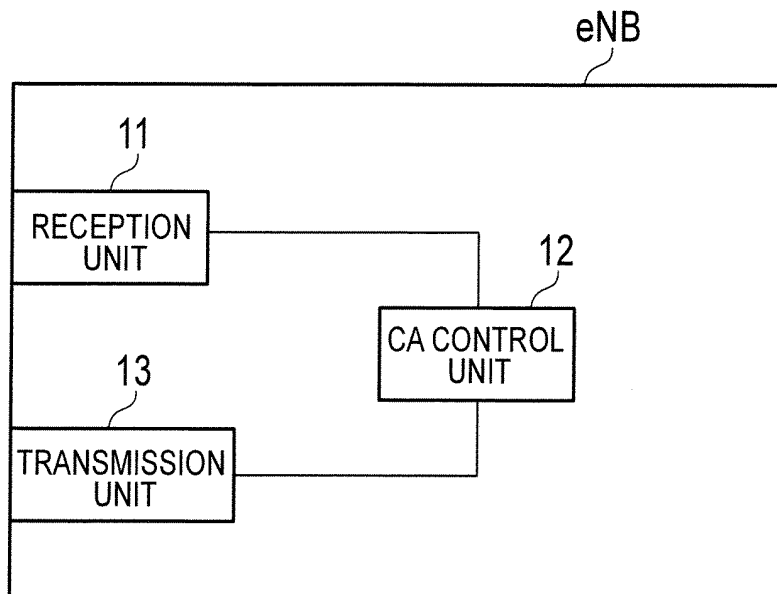 eNB
11
RECEPTION
UNIT
12
CA CONTROL
UNIT
13
TRANSMISSION
UNIT